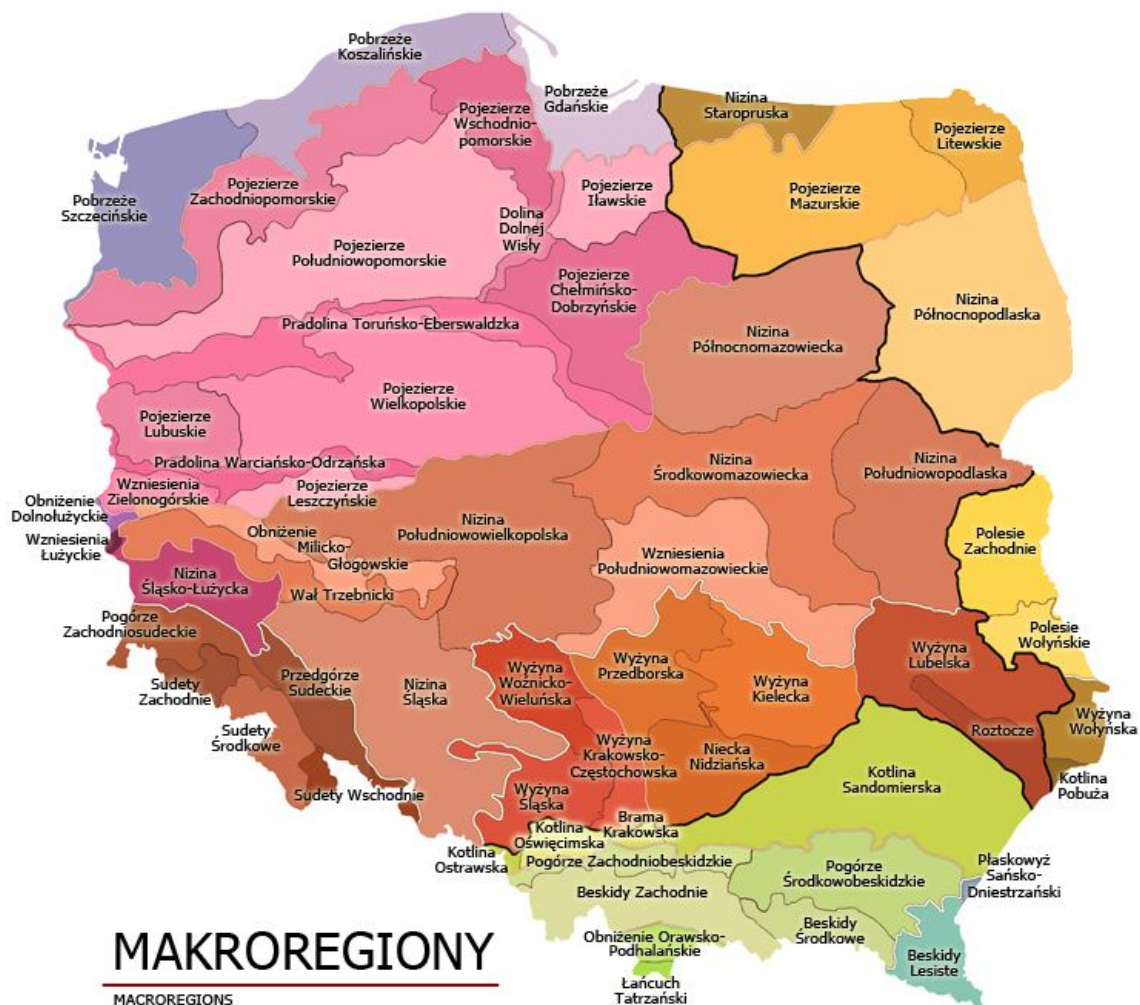 Pobrzeże
Koszalińskie
Pobrzeże
Gdańskie
Nizina
Staropruska
Pojezierze
Litewskie
Pojezierze
Wschodnio-
pomorskie
Pobrzeże
Szczecińskie
Pojezierze
Zachodniopomorskie
Pojezierze
Iławskie
Pojezierze
Mazurskie
Dolina
Dolnej
Wisły
Pojezierze
Południowopomorskie
Pojezierze
Chełmińsko-
Dobrzyńskie
Nizina
Północnopodlaska
Pradolina Toruńsko-Eberswaldzka
Nizina
Północnomazowiecka
Pojezierze
Wielkopolskie
Pojezierze
Lubuskie
Pradolina Warciańsko-Odrzańska
Nizina
Środkowomazowiecka
Nizina
Południowopodlaska
Wzniesienia
Zielonogórskie
Pojezierze
Leszczyńskie
Obniżenie
Dolnołużyckie
Wzniesienia
Łużyckie
Obniżenie
Milicko-
Głogowskie
Nizina
Południowowielkopolska
Wzniesienia
Południowomazowieckie
Polesie
Zachodnie
Nizina
Śląsko-Łużycka
Wał Trzebnicki
Pogórze
Zachodniosudeckie
Polesie
Wołyńskie
Wyżyna
Lubelska
Sudety
Zachodnie
Przedgórze
Sudeckie
Nizina
Śląska
Wyżyna
Woźnicko-
Wieluńska
Wyżyna
Przedborska
Wyżyna
Kielecka
Sudety
Środkowe
Wyżyna
Krakowsko-
Częstochowska
Niecka
Nidziańska
Roztocze
Wyżyna
Wołyńska
Sudety Wschodnie
Wyżyna
Śląska
Kotlina
Sandomierska
Kotlina
Pobuża
Brama
Krakowska
Kotlina
Oświęcimska
Kotlina
Ostrawska
Pogórze Zachodniobeskidzkie
Pogórze
Środkowobeskidzkie
Płaskowyż
Sańsko-
Dniestrzański
Beskidy Zachodnie
Beskidy
Środkowe
Beskidy
Lesiste
Obniżenie Orawsko-
Podhalańskie
Łańcuch
Tatrzański
MAKROREGIONY
MACROREGIONS